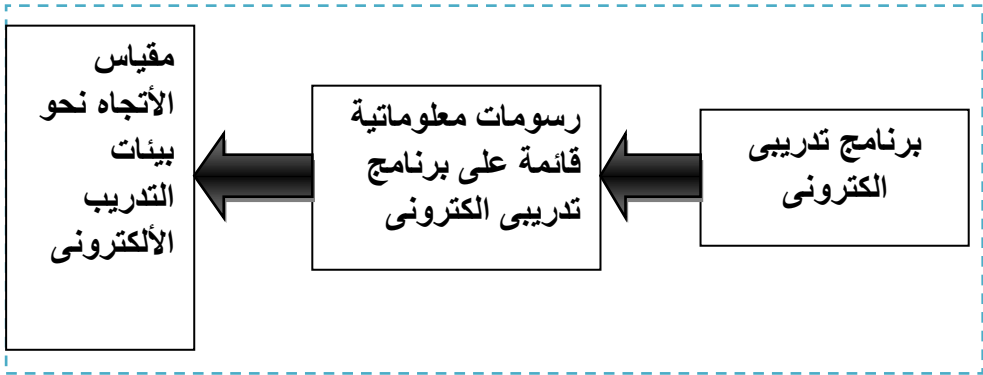 برنامج تدريبى
الكترونى
رسومات معلوماتية
قائمة على برنامج
تدريبى الكترونى
مقياس
الأتجاه نحو
بيئات
التدريب
الألكترونى